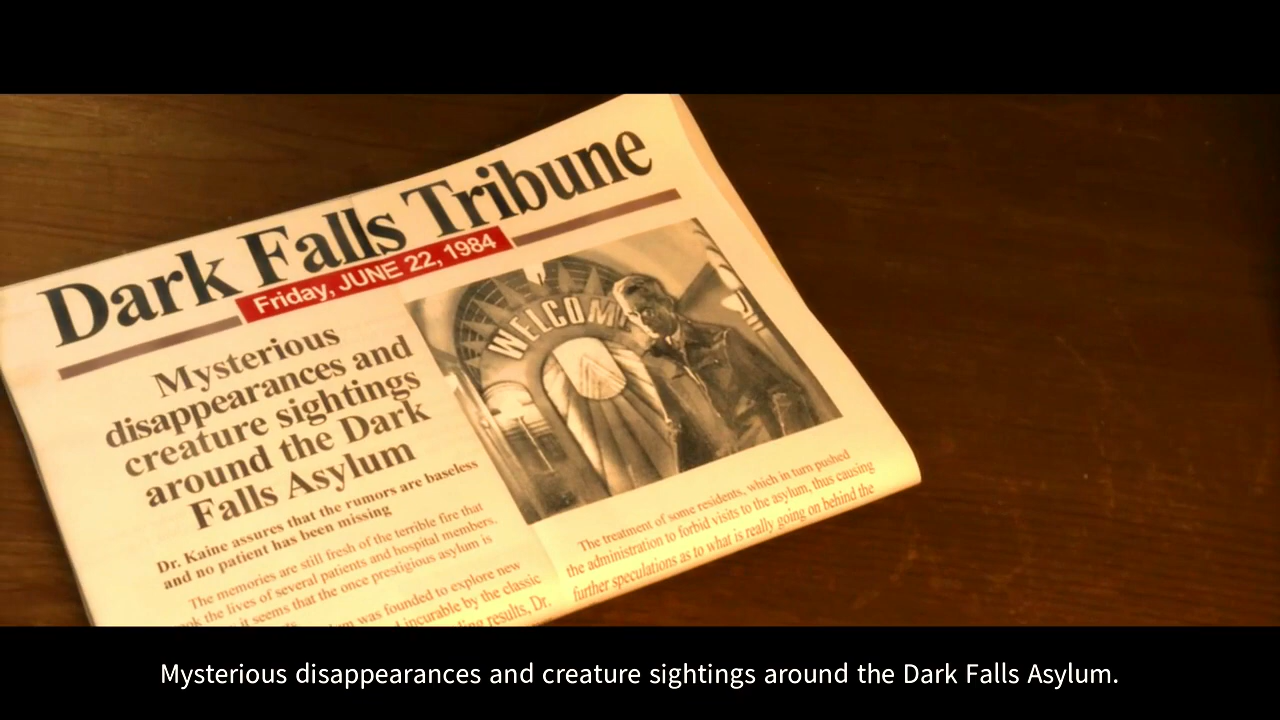 Dark Falls Tribune
Friday, JUNE 22, 1984
Mysterious
disappearances and
creature sightings
around the Dark
Falls Asylum
Dr. Kaine assures that the rumors are baseless
and no patient has been missing
The memories are still fresh of the terrible fire that
the lives of several patients and hospital members,
it seems that the once prestigious asylum is
was founded to explore new
incurable by the classic
results, Dr.
WELCOME
The treatment of some residents, which in turn pushed
the administration to forbid visits to the asylum, thus causing
further speculations as to what is really going on behind the
Mysterious disappearances and creature sightings around the Dark Falls Asylum.